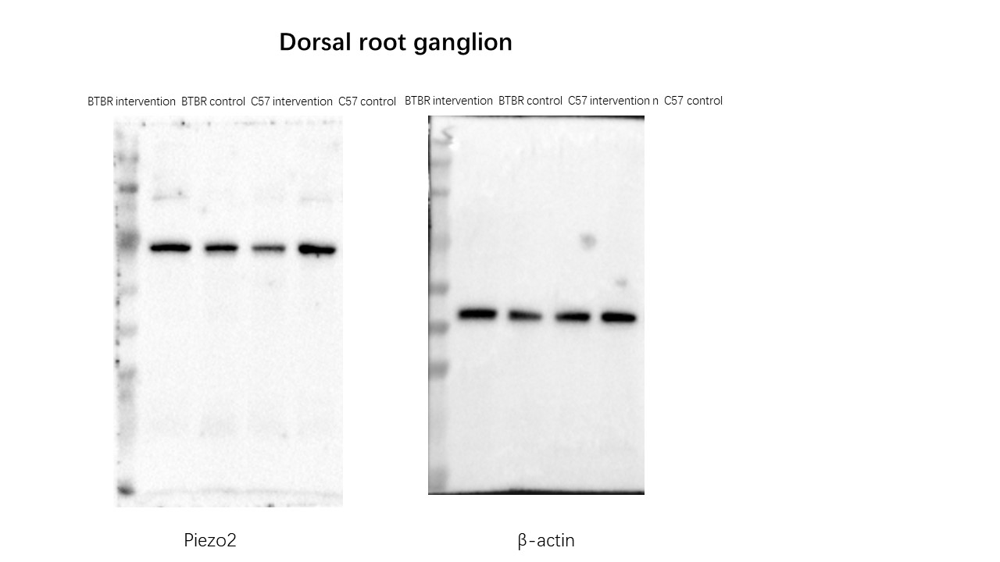 Dorsal root ganglion
BTBR intervention BTBR control C57 intervention C57 control BTBR intervention BTBR control C57 intervention n C57 control
Piezo2 β-actin